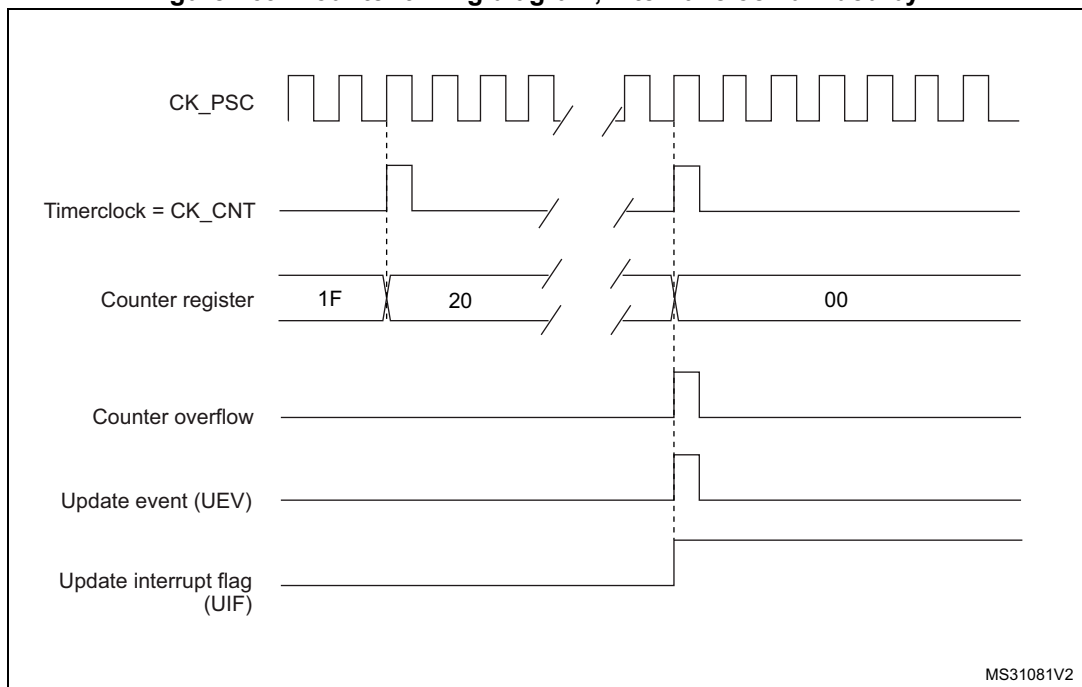 CK_PSC
Timerclock = CK_CNT
Counter register
1F
20
00
Counter overflow
Update event (UEV)
Update interrupt flag
(UIF)
MS31081V2